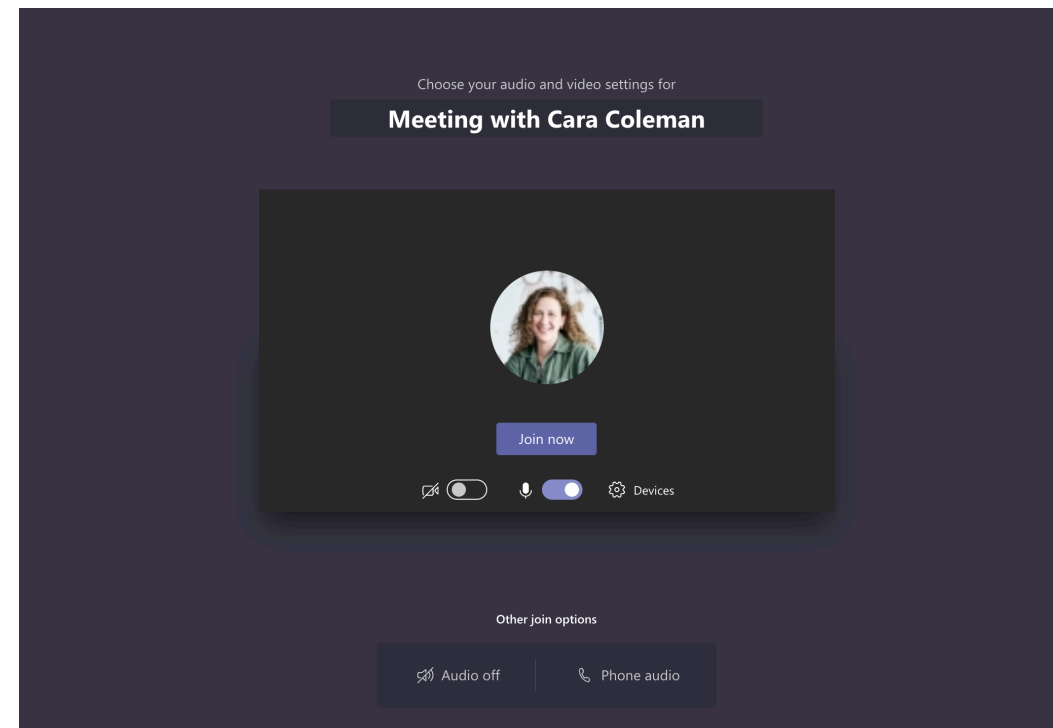 Choose your audio and video settings for
Meeting with Cara Coleman
Join now
Devices
Other join options
Audio off
Phone audio